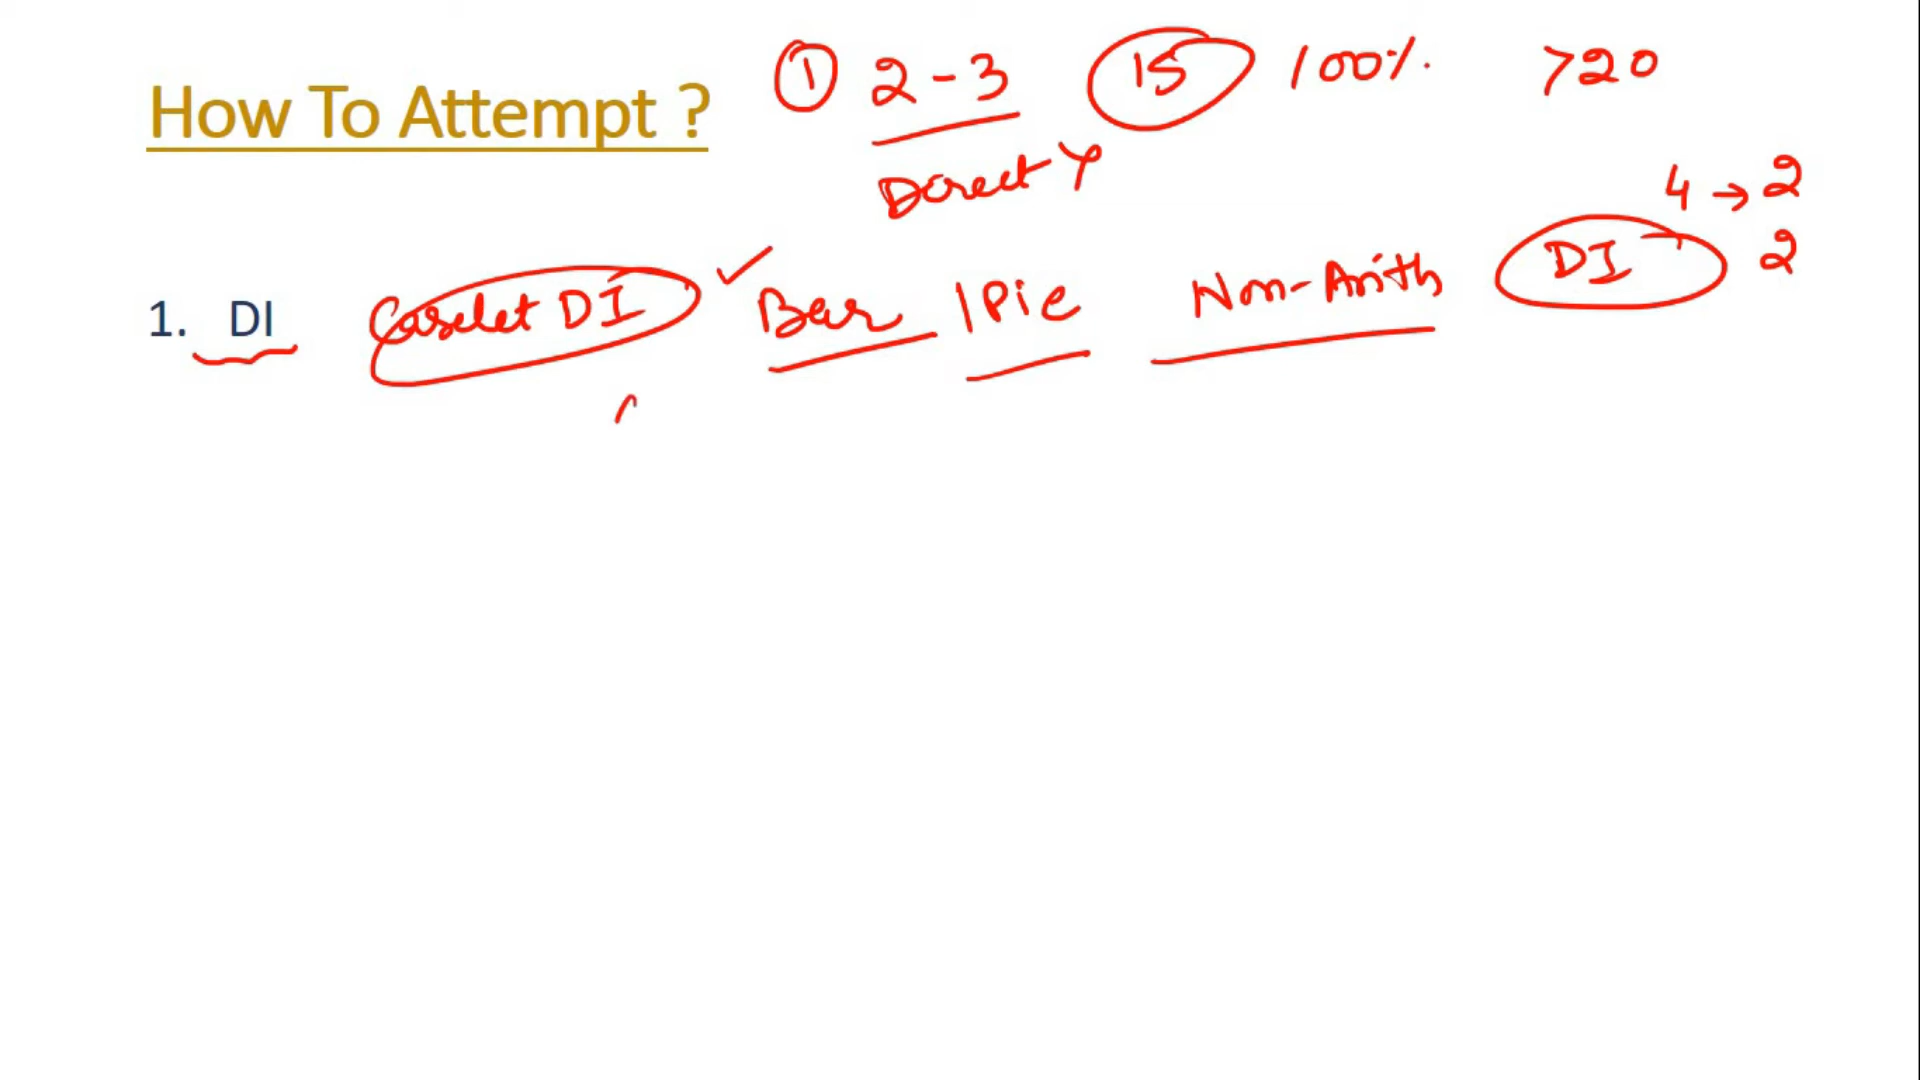 How To Attempt ? ① 2-3 15 100% >20
Direct Y
4 → 2
1. DI Caselet DI ✓ Bar | Pie Non-Arith DI 2